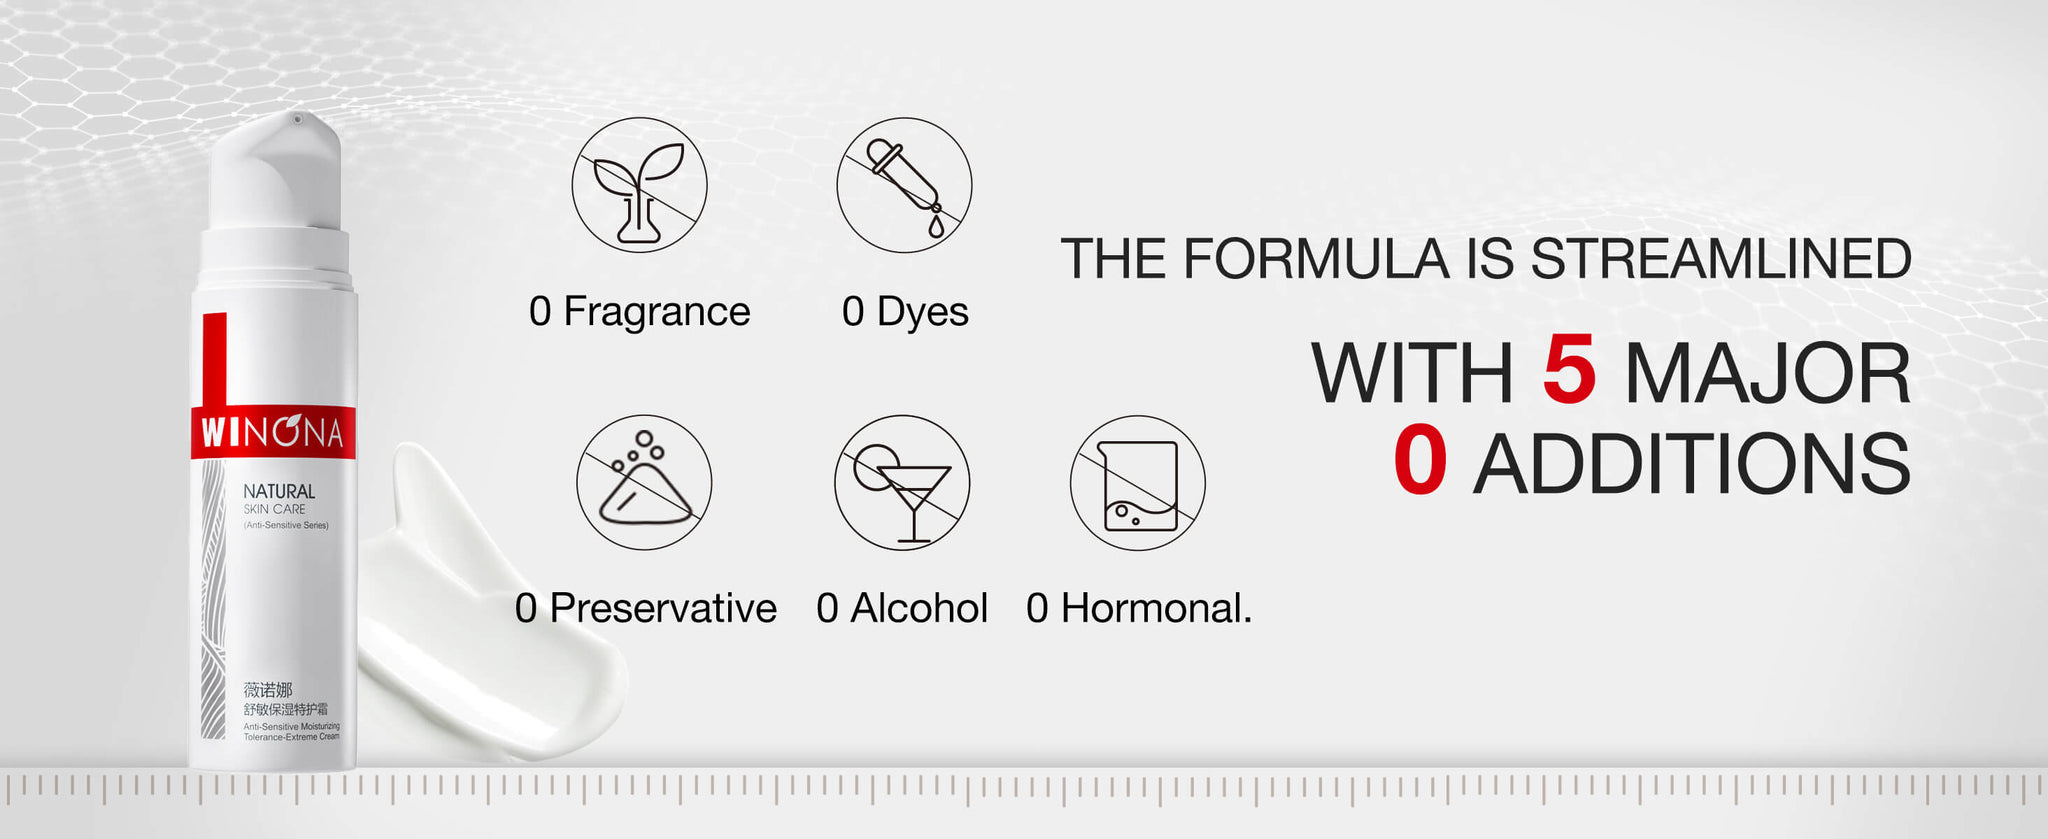 WINONA
NATURAL
SKIN CARE
(Anti-Sensitive Series)
薇诺娜
舒敏保湿特护霜
Anti-Sensitive Moisturizing
Tolerance-Extreme Cream
0 Fragrance
0 Dyes
0 Preservative
0 Alcohol
0 Hormonal.
THE FORMULA IS STREAMLINED
WITH 5 MAJOR
0 ADDITIONS